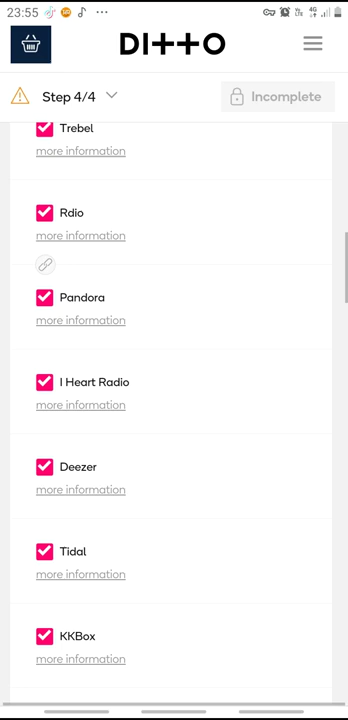 23:55
4G
DITTO
Step 4/4
Incomplete
Trebel
more information
Rdio
more information
Pandora
more information
I Heart Radio
more information
Deezer
more information
Tidal
more information
KKBox
more information